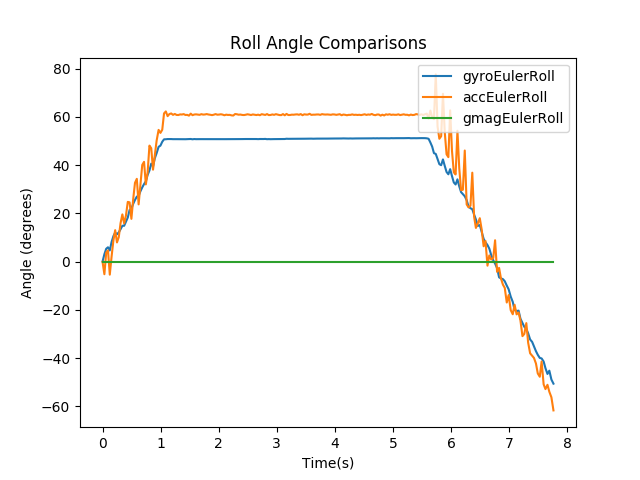 Roll Angle Comparisons
gyroEulerRoll
accEulerRoll
gmagEulerRoll
Angle (degrees)
80
60
40
20
0
−20
−40
−60
0 1 2 3 4 5 6 7 8
Time(s)